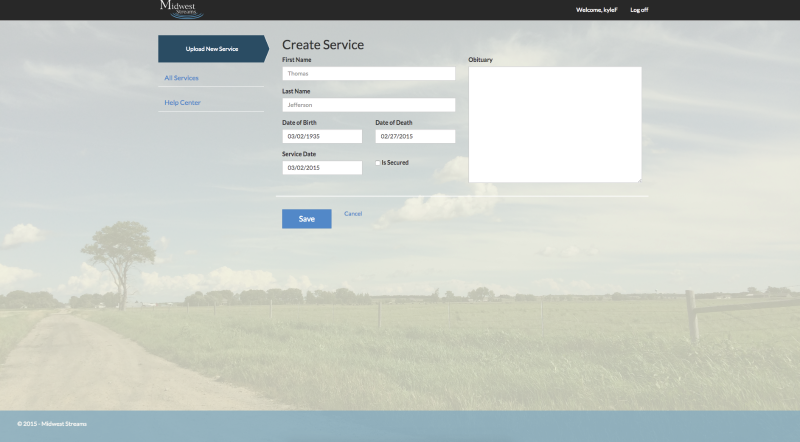 Midwest
Streams
Welcome, kyleF
Log off
Upload New Service
All Services
Help Center
Create Service
First Name
Thomas
Last Name
Jefferson
Date of Birth
Date of Death
03/02/1935
02/27/2015
Service Date
Is Secured
03/02/2015
Obituary
Save
Cancel
© 2015 - Midwest Streams